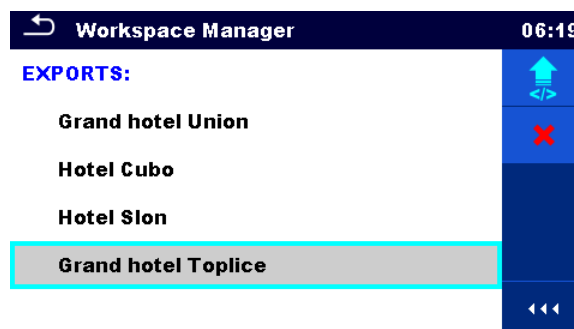 Workspace Manager 06:19
EXPORTS:
</>
Grand hotel Union
Hotel Cubo
Hotel Slon
Grand hotel Toplice